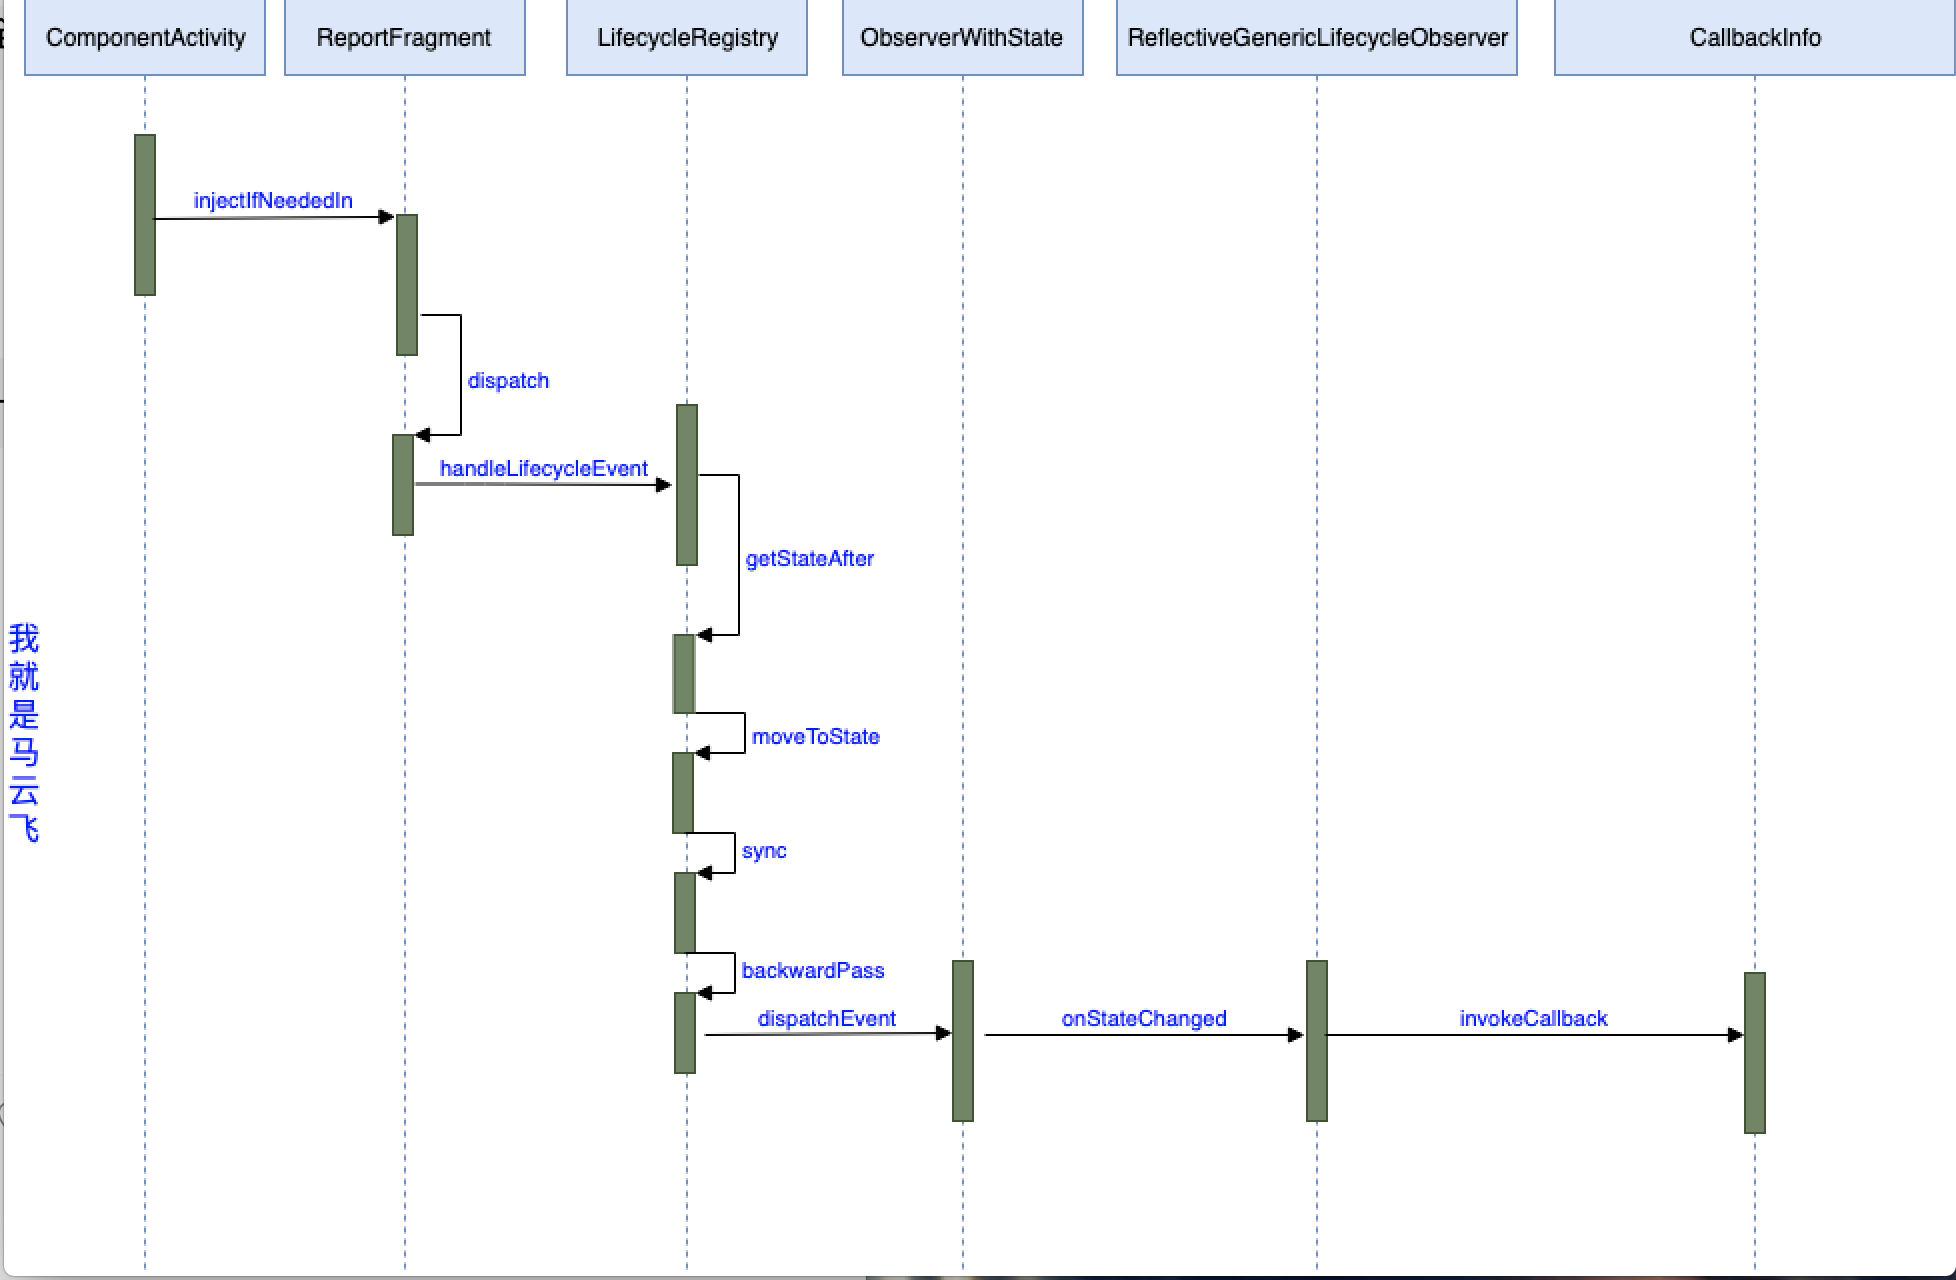 ComponentActivity
ReportFragment
LifecycleRegistry
ObserverWithState
ReflectiveGenericLifecycleObserver
CallbackInfo
injectIfNeededIn
dispatch
handleLifecycleEvent
getStateAfter
我就是马云飞
moveToState
sync
backwardPass
dispatchEvent
onStateChanged
invokeCallback